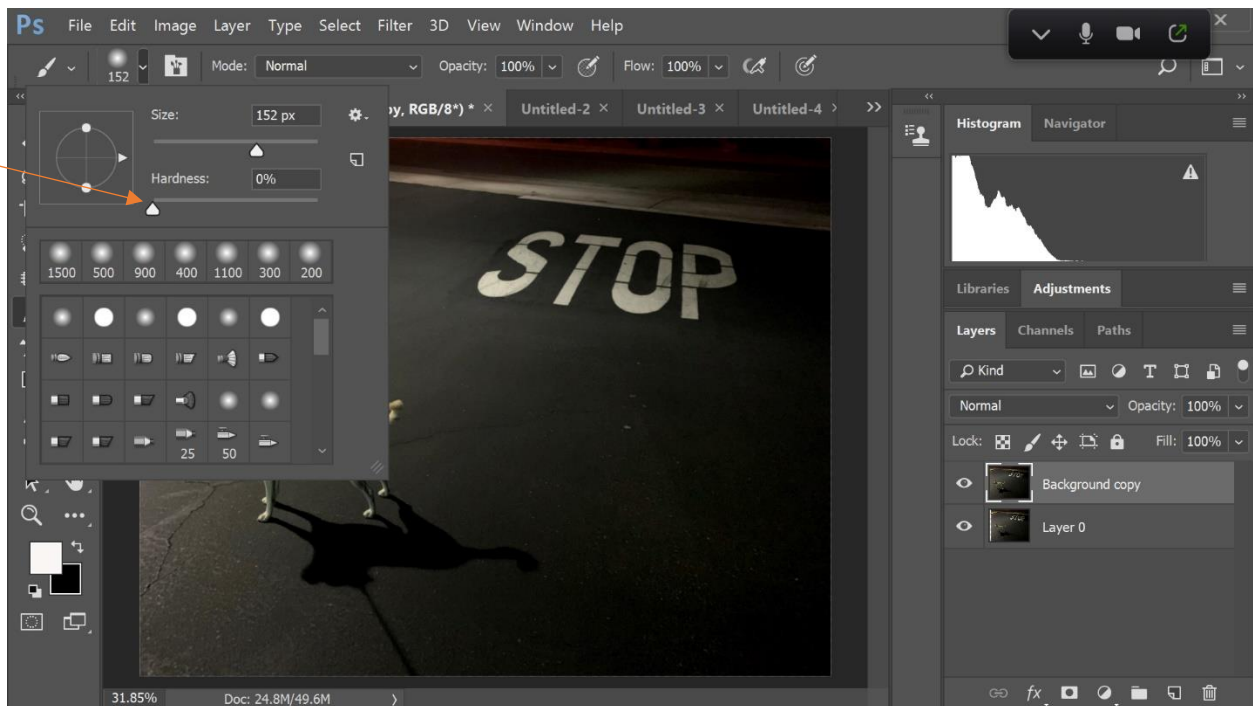 Ps File Edit Image Layer Type Select Filter 3D View Window Help
152 Mode: Normal Opacity: 100% Flow: 100%
Size: 152 px
Hardness: 0%
1500 500 900 400 1100 300 200
25 50
py, RGB/8*) * × Untitled-2 × Untitled-3 × Untitled-4
STOP
Histogram Navigator
Libraries Adjustments
Layers Channels Paths
Kind
Normal Opacity: 100%
Lock: Fill: 100%
Background copy
Layer 0
31.85% Doc: 24.8M/49.6M
fx